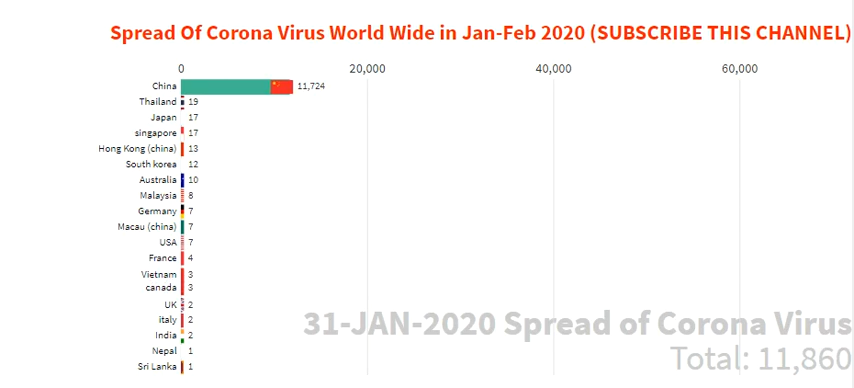 Spread Of Corona Virus World Wide in Jan-Feb 2020 (SUBSCRIBE THIS CHANNEL)
0 20,000 40,000 60,000
China 11,724
Thailand 19
Japan 17
singapore 17
Hong Kong (china) 13
South korea 12
Australia 10
Malaysia 8
Germany 7
Macau (china) 7
USA 7
France 4
Vietnam 3
canada 3
UK 2
italy 2
India 2
Nepal 1
Sri Lanka 1
31-JAN-2020 Spread of Corona Virus
Total: 11,860